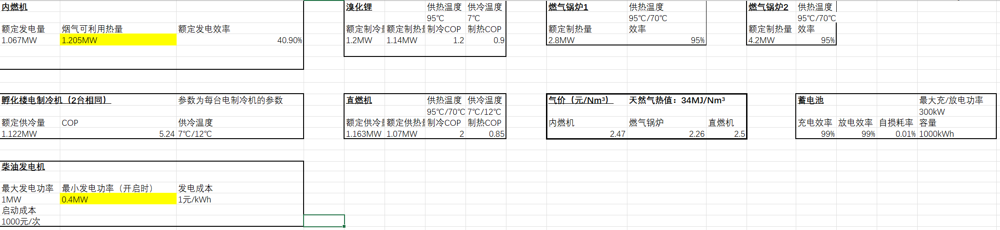 内燃机 溴化锂 供热温度 供冷温度 燃气锅炉1 供热温度 燃气锅炉2 供热温度
95℃ 7℃ 95℃/70℃ 95℃/70℃
额定发电量 烟气可利用热量 额定发电效率 额定制冷量 额定制热量 制冷COP 制热COP 额定制热量 效率 额定制热量 效率
1.067MW 1.205MW 40.90% 1.2MW 1.14MW 1.2 0.9 2.8MW 95% 4.2MW 95%
孵化楼电制冷机（2台相同） 参数为每台电制冷机的参数 直燃机 供热温度 供冷温度 气价（元/Nm³） 天然气热值：34MJ/Nm³ 蓄电池 最大充/放电功率
95℃/70℃ 7℃/12℃ 300kW
额定供冷量 COP 供冷温度 额定供冷量 额定供热量 制冷COP 制热COP 内燃机 燃气锅炉 直燃机 充电效率 放电效率 自损耗率 容量
1.122MW 5.24 7℃/12℃ 1.163MW 1.07MW 2 0.85 2.47 2.26 2.5 99% 99% 0.01% 1000kWh
柴油发电机
最大发电功率 最小发电功率（开启时） 发电成本
1MW 0.4MW 1元/kWh
启动成本
1000元/次